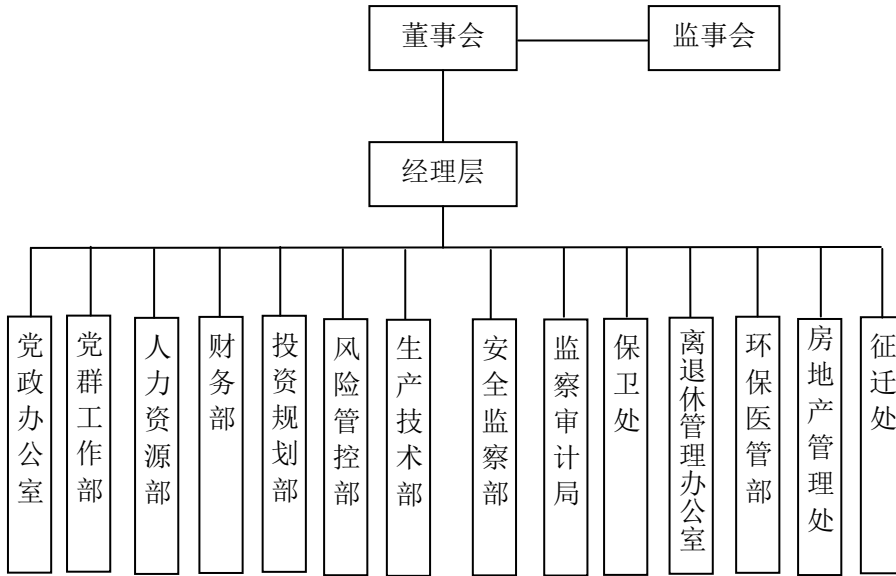 董事会
监事会
经理层
党政办公室
党群工作部
人力资源部
财务部
投资规划部
风险管控部
生产技术部
安全监察部
监察审计局
保卫处
离退休管理办公室
环保医管部
房地产管理处
征迁处